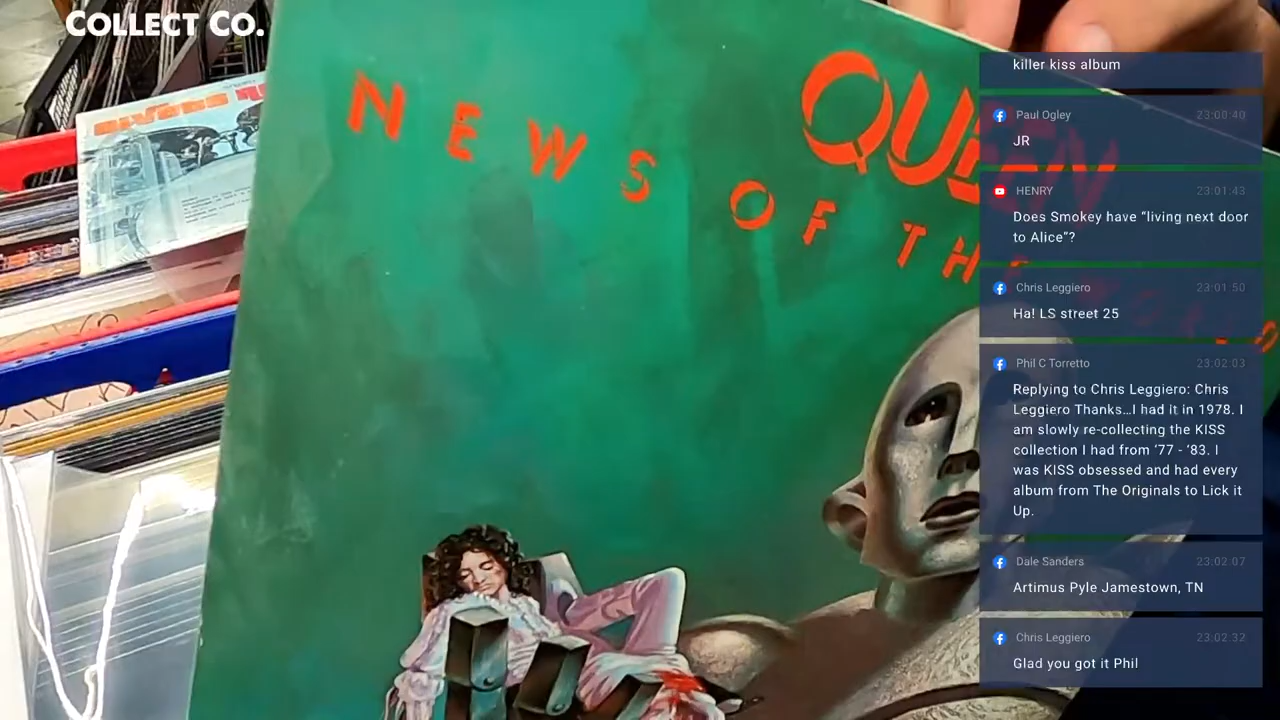 COLLECT CO.
QUEEN
NEWS OF THE WORLD
killer kiss album
Paul Ogley 23:00:40
JR
HENRY 23:01:43
Does Smokey have “living next door
to Alice”?
Chris Leggiero 23:01:50
Ha! LS street 25
Phil C Torretto 23:02:03
Replying to Chris Leggiero: Chris
Leggiero Thanks…I had it in 1978. I
am slowly re-collecting the KISS
collection I had from ‘77 - ‘83. I
was KISS obsessed and had every
album from The Originals to Lick it
Up.
Dale Sanders 23:02:07
Artimus Pyle Jamestown, TN
Chris Leggiero 23:02:32
Glad you got it Phil